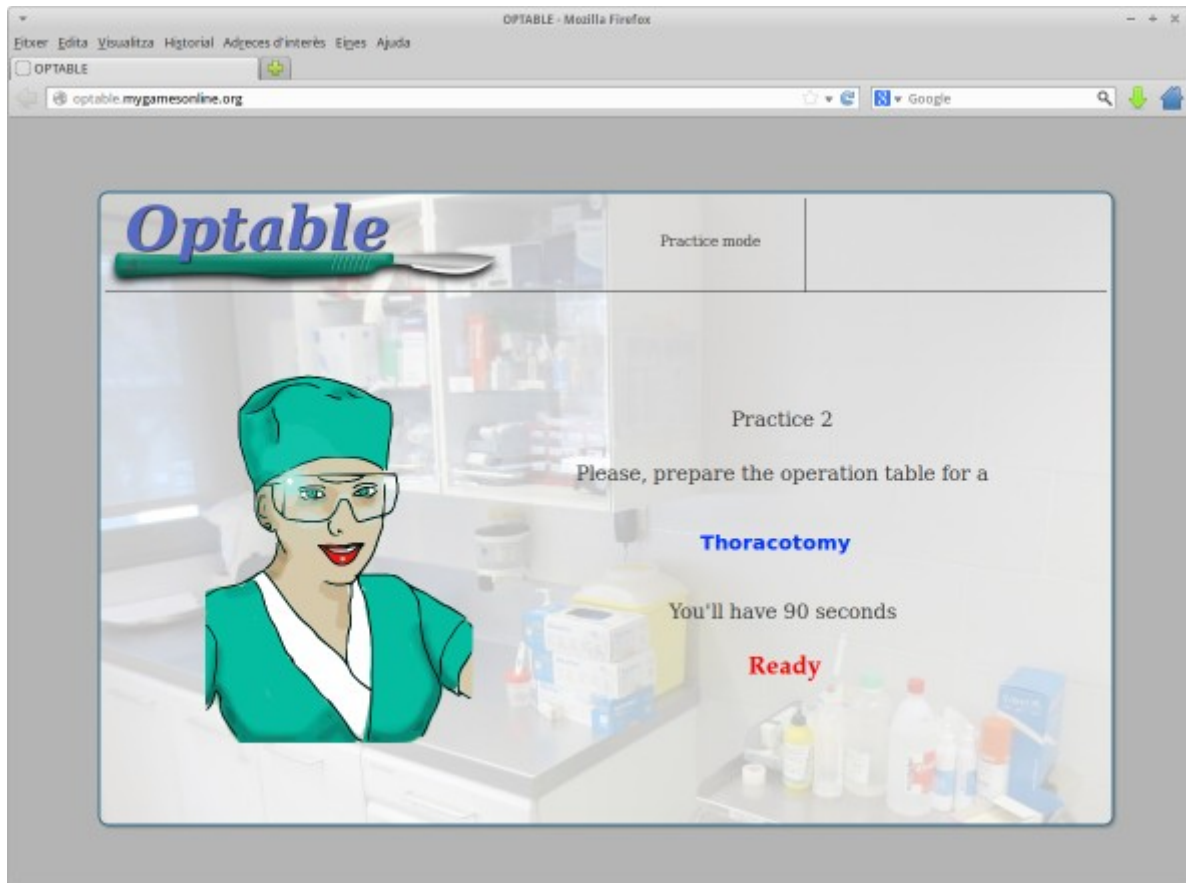 OPTABLE - Mozilla Firefox
Fitxer Edita Visualitza Historial Adreces d'interès Eines Ajuda
OPTABLE
optable.mygamesonline.org
Google
Optable
Practice mode
Practice 2
Please, prepare the operation table for a
Thoracotomy
You'll have 90 seconds
Ready